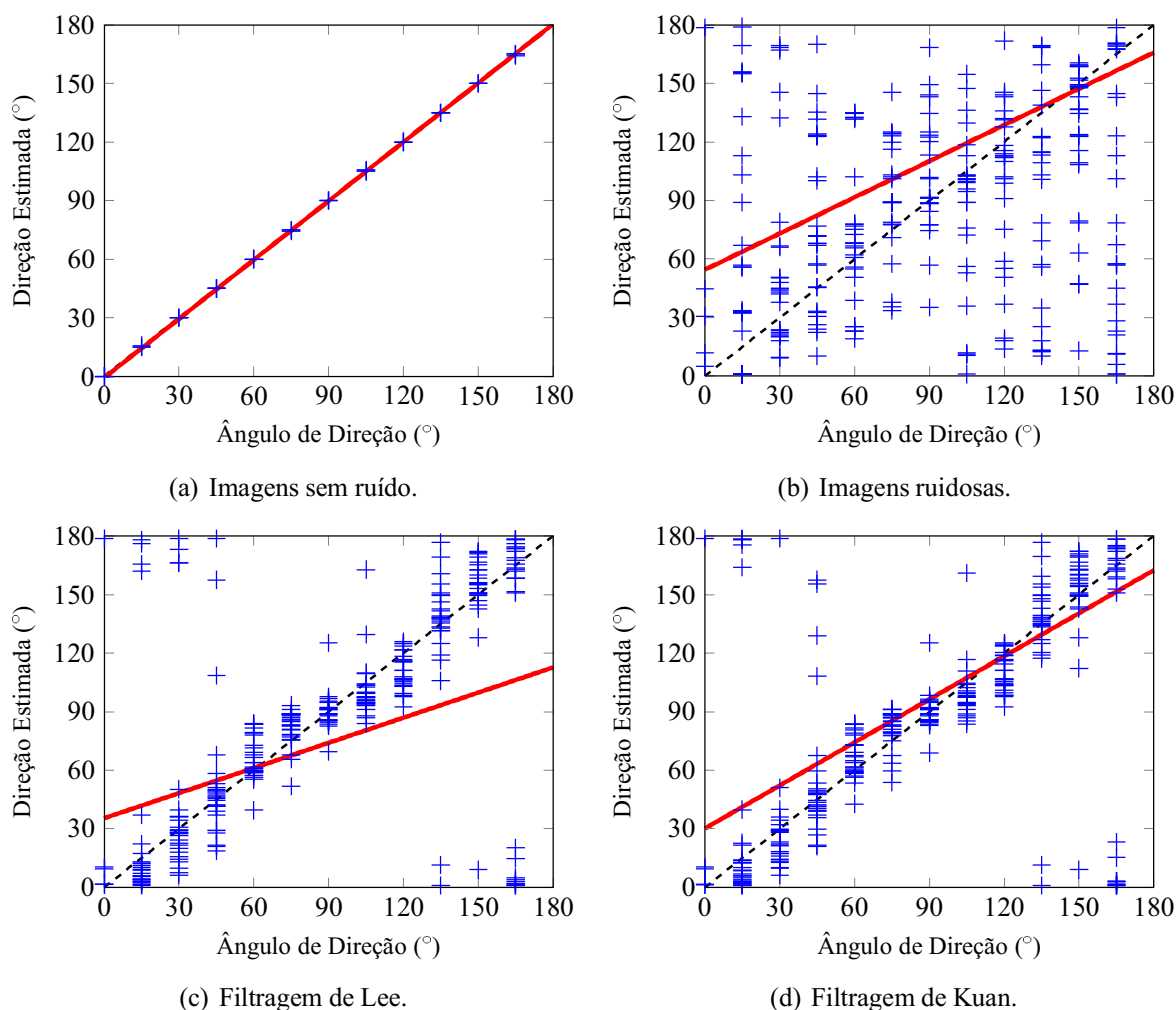 180
150
120
90
60
30
0
0 30 60 90 120 150 180
Direção Estimada (°)
Ângulo de Direção (°)
(a) Imagens sem ruído.
180
150
120
90
60
30
0
0 30 60 90 120 150 180
Direção Estimada (°)
Ângulo de Direção (°)
(b) Imagens ruidosas.
180
150
120
90
60
30
0
0 30 60 90 120 150 180
Direção Estimada (°)
Ângulo de Direção (°)
(c) Filtragem de Lee.
180
150
120
90
60
30
0
0 30 60 90 120 150 180
Direção Estimada (°)
Ângulo de Direção (°)
(d) Filtragem de Kuan.